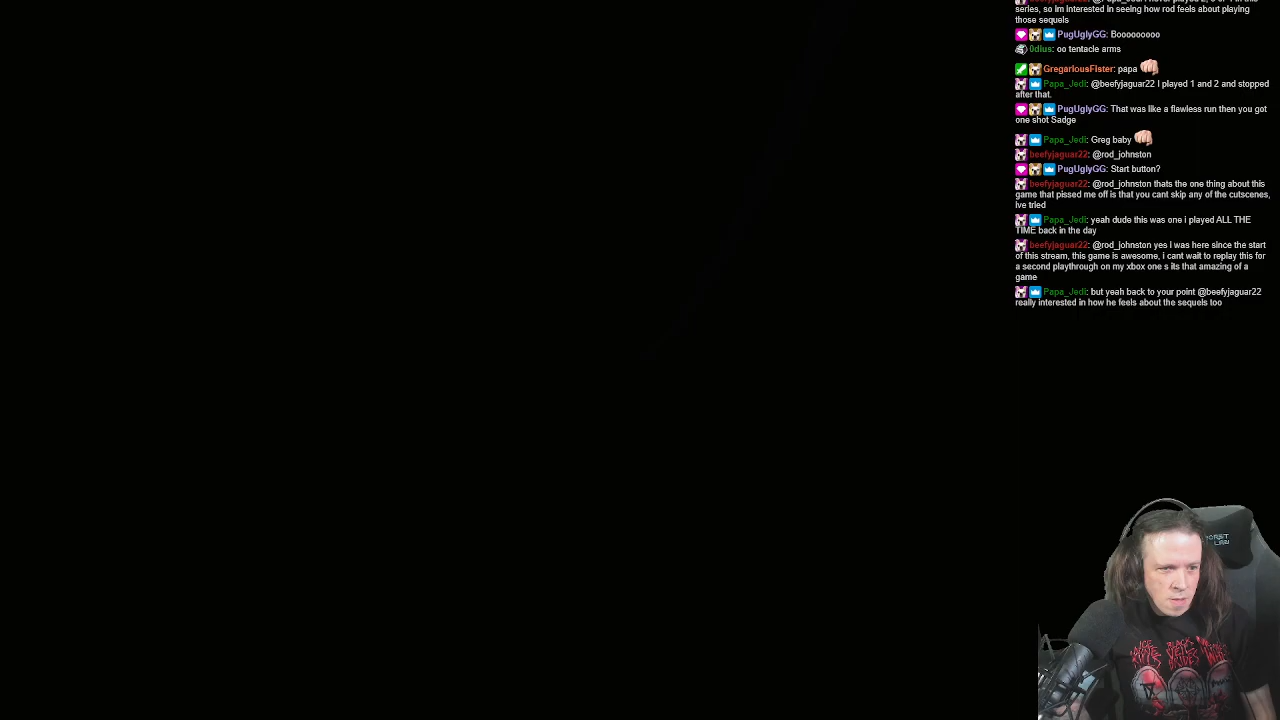 series, so im interested in seeing how rod feels about playing
those sequels
PugUglyGG: Booooooooo
0dius: oo tentacle arms
GregariousFister: papa
Papa_Jedi: @beefyjaguar22 I played 1 and 2 and stopped
after that.
PugUglyGG: That was like a flawless run then you got
one shot Sadge
Papa_Jedi: Greg baby
beefyjaguar22: @rod_johnston
PugUglyGG: Start button?
beefyjaguar22: @rod_johnston thats the one thing about this
game that pissed me off is that you cant skip any of the cutscenes,
Ive tried
Papa_Jedi: yeah dude this was one i played ALL THE
TIME back in the day
beefyjaguar22: @rod_johnston yes i was here since the start
of this stream, this game is awesome, i cant wait to replay this for
a second playthrough on my xbox one s its that amazing of a
game
Papa_Jedi: but yeah back to your point @beefyjaguar22
really interested in how he feels about the sequels too